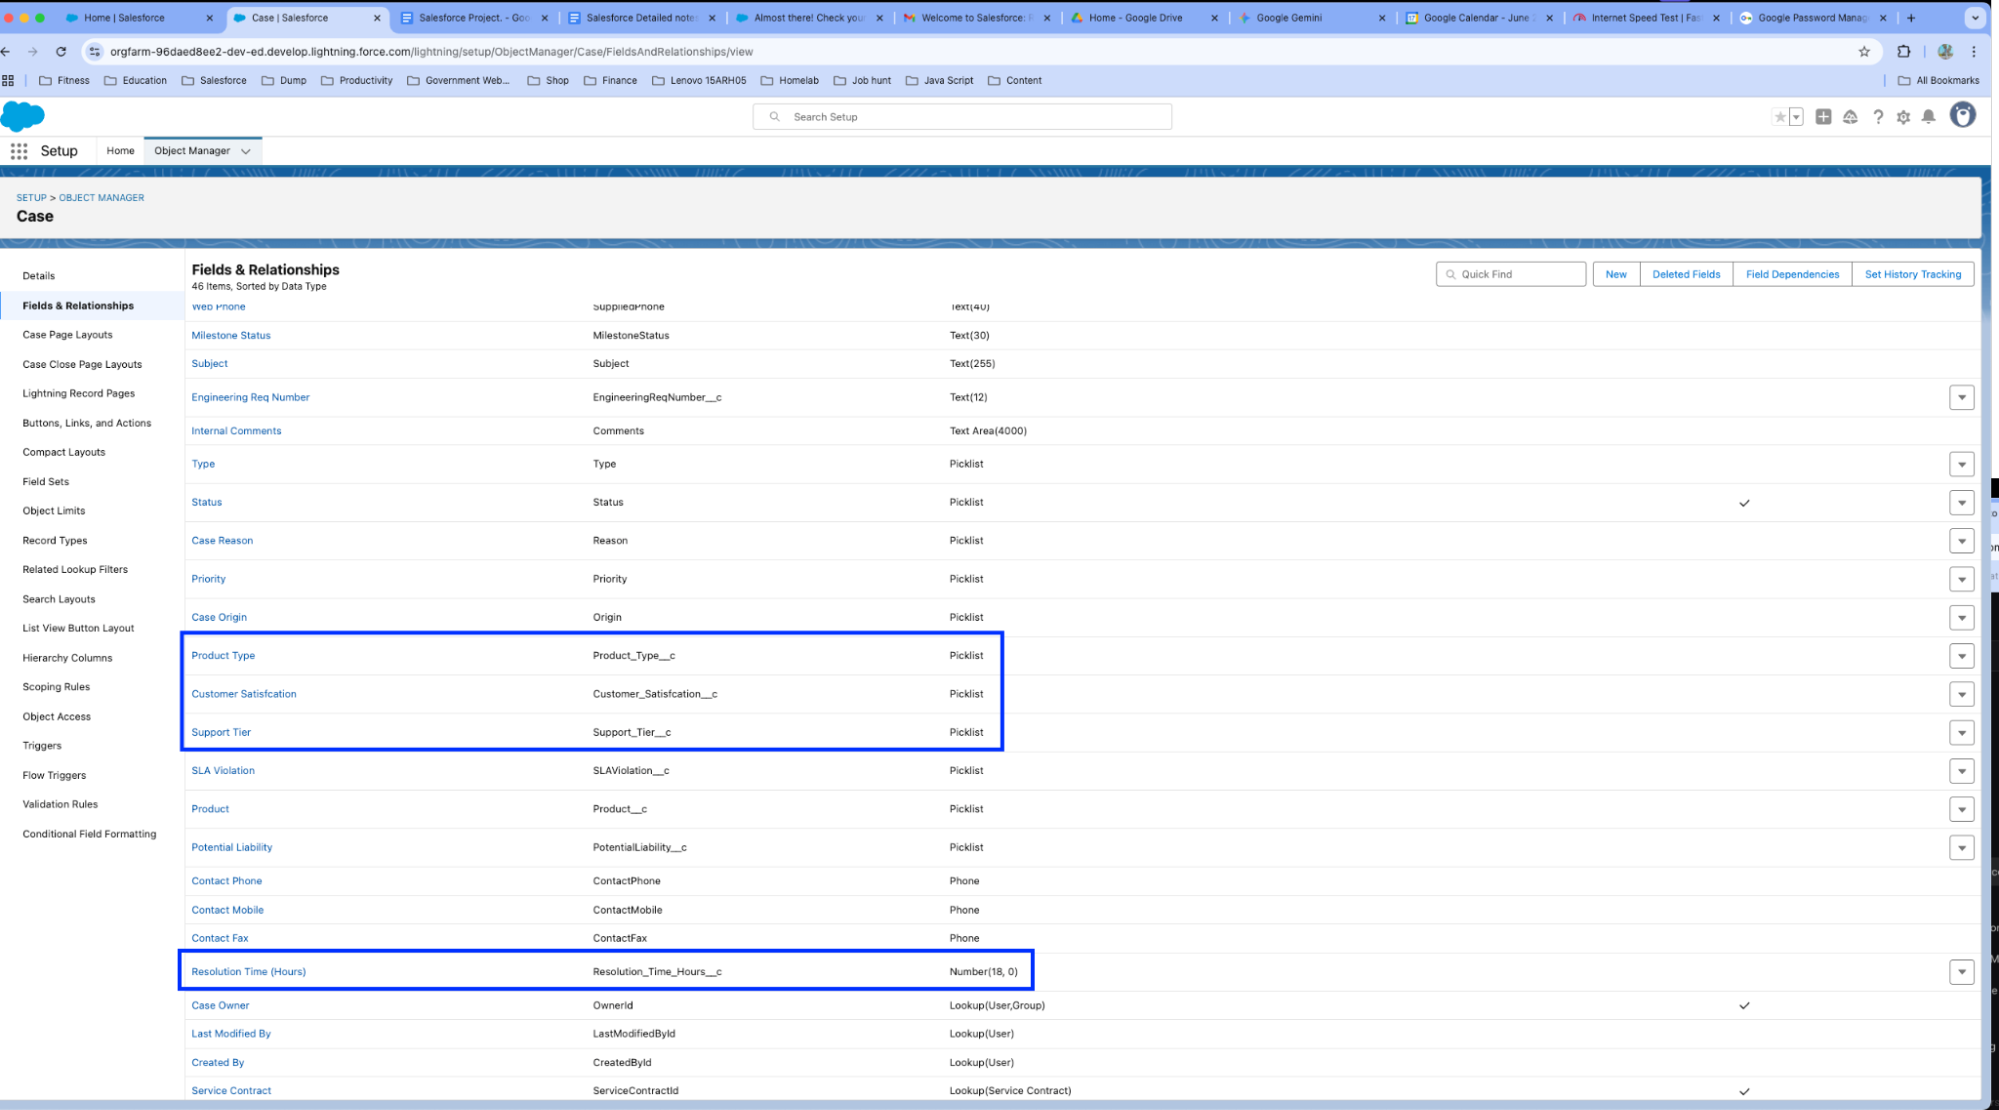 Home | Salesforce
Case | Salesforce
Salesforce Project. - Goo
Salesforce Detailed note
Almost there! Check your
Welcome to Salesforce:
Home - Google Drive
Google Gemini
Google Calendar - June
Internet Speed Test | Fas
Google Password Manag
orgfarm-96daed8ee2-dev-ed.develop.lightning.force.com/lightning/setup/ObjectManager/Case/FieldsAndRelationships/view
Fitness Education Salesforce Dump Productivity Government Web... Shop Finance Lenovo 15ARH05 Homelab Job hunt Java Script Content All Bookmarks
Search Setup
Setup Home Object Manager
SETUP > OBJECT MANAGER
Case
Details
Fields & Relationships
Case Page Layouts
Case Close Page Layouts
Lightning Record Pages
Buttons, Links, and Actions
Compact Layouts
Field Sets
Object Limits
Record Types
Related Lookup Filters
Search Layouts
List View Button Layout
Hierarchy Columns
Scoping Rules
Object Access
Triggers
Flow Triggers
Validation Rules
Conditional Field Formatting
Fields & Relationships
46 Items, Sorted by Data Type
Quick Find New Deleted Fields Field Dependencies Set History Tracking
Web Phone SuppliedPhone Text(40)
Milestone Status MilestoneStatus Text(30)
Subject Subject Text(255)
Engineering Req Number EngineeringReqNumber__c Text(12)
Internal Comments Comments Text Area(4000)
Type Type Picklist
Status Status Picklist
Case Reason Reason Picklist
Priority Priority Picklist
Case Origin Origin Picklist
Product Type Product_Type__c Picklist
Customer Satisfcation Customer_Satisfcation__c Picklist
Support Tier Support_Tier__c Picklist
SLA Violation SLAViolation__c Picklist
Product Product__c Picklist
Potential Liability PotentialLiability__c Picklist
Contact Phone ContactPhone Phone
Contact Mobile ContactMobile Phone
Contact Fax ContactFax Phone
Resolution Time (Hours) Resolution_Time_Hours__c Number(18, 0)
Case Owner OwnerId Lookup(User,Group)
Last Modified By LastModifiedById Lookup(User)
Created By CreatedById Lookup(User)
Service Contract ServiceContractId Lookup(Service Contract)